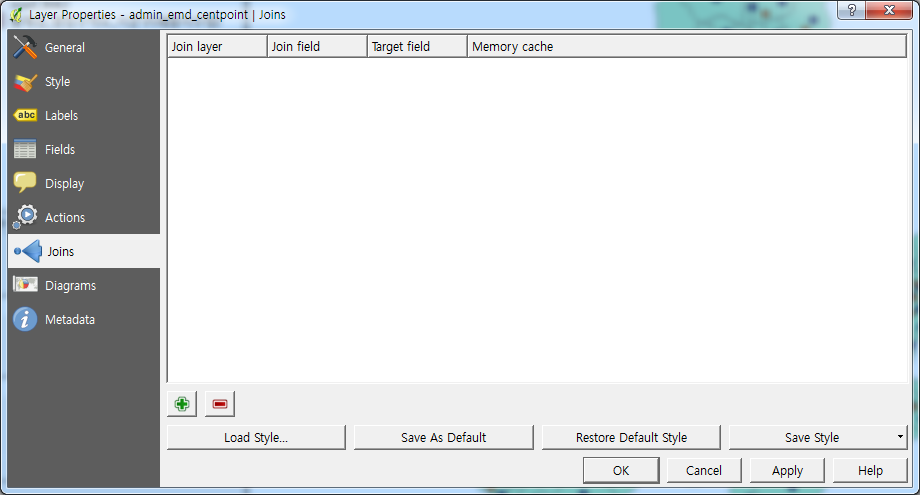 Layer Properties - admin_emd_centpoint | Joins
General
Style
abc Labels
Fields
Display
Actions
Joins
Diagrams
Metadata
Join layer Join field Target field Memory cache
Load Style... Save As Default Restore Default Style Save Style
OK Cancel Apply Help